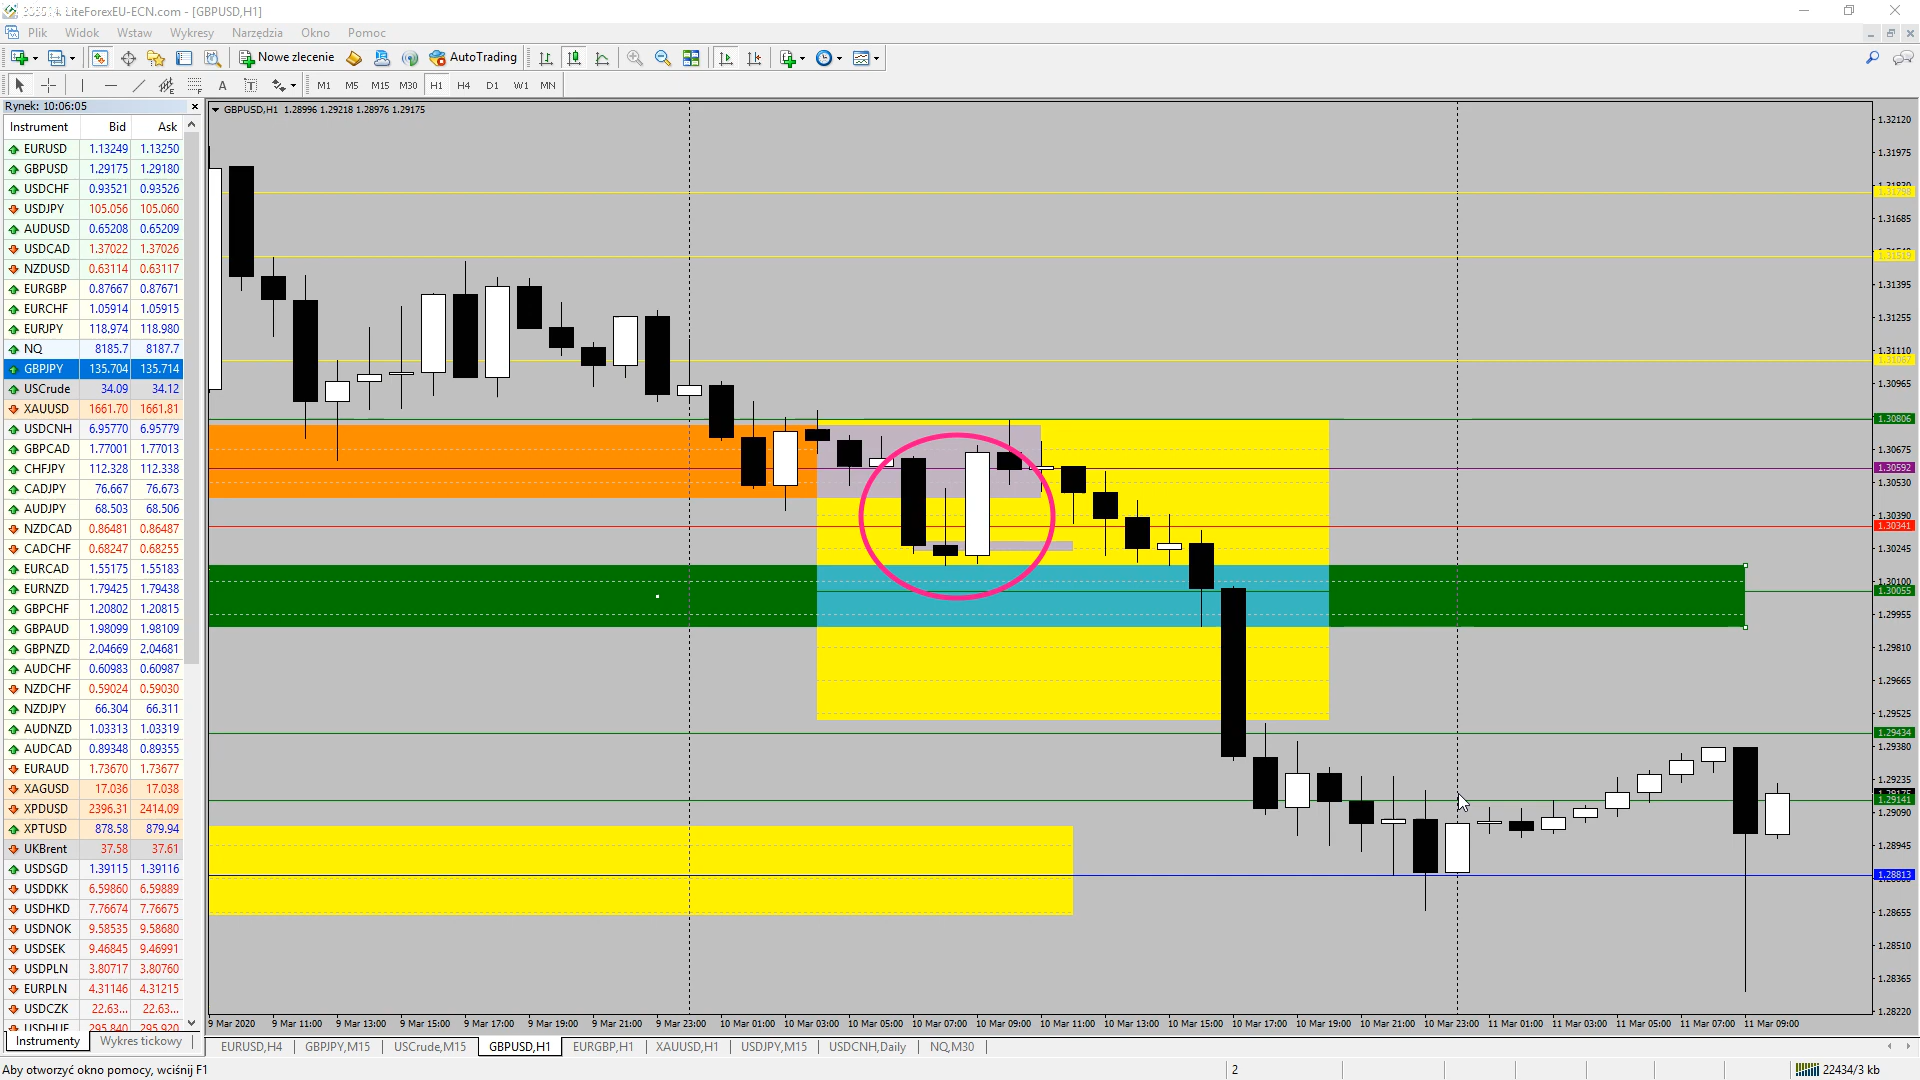 LiteForexEU-ECN.com - [GBPUSD,H1]
Plik Widok Wstaw Wykresy Narzędzia Okno Pomoc
Nowe zlecenie AutoTrading
M1 M5 M15 M30 H1 H4 D1 W1 MN
Rynek: 10:06:05
GBPUSD,H1 1.28996 1.29218 1.28976 1.29175
Instrument Bid Ask
EURUSD 1.13249 1.13250
GBPUSD 1.29175 1.29180
USDCHF 0.93521 0.93526
USDJPY 105.056 105.060
AUDUSD 0.65208 0.65209
USDCAD 1.37022 1.37026
NZDUSD 0.63114 0.63117
EURGBP 0.87667 0.87671
EURCHF 1.05914 1.05915
EURJPY 118.974 118.980
NQ 8185.7 8187.7
GBPJPY 135.704 135.714
USCrude 34.09 34.12
XAUUSD 1661.70 1661.81
USDCNH 6.95770 6.95779
GBPCAD 1.77001 1.77013
CHFJPY 112.328 112.338
CADJPY 76.667 76.673
AUDJPY 68.503 68.506
NZDCAD 0.86481 0.86487
CADCHF 0.68247 0.68255
EURCAD 1.55175 1.55183
EURNZD 1.79425 1.79438
GBPCHF 1.20802 1.20815
GBPAUD 1.98099 1.98109
GBPNZD 2.04669 2.04681
AUDCHF 0.60983 0.60987
NZDCHF 0.59024 0.59030
NZDJPY 66.304 66.311
AUDNZD 1.03313 1.03319
AUDCAD 0.89348 0.89355
EURAUD 1.73670 1.73677
XAGUSD 17.036 17.038
XPDUSD 2396.31 2414.09
XPTUSD 878.58 879.94
UKBrent 37.58 37.61
USDSGD 1.39115 1.39116
USDDKK 6.59860 6.59889
USDHKD 7.76674 7.76675
USDNOK 9.58535 9.58680
USDSEK 9.46845 9.46991
USDPLN 3.80717 3.80760
EURPLN 4.31146 4.31215
USDCZK 22.63... 22.63...
USDHUF 295.840 295.920
1.32120
1.31975
1.31685
1.31395
1.31255
1.31110
1.30965
1.30806
1.30675
1.30592
1.30530
1.30390
1.30341
1.30245
1.30100
1.30055
1.29955
1.29810
1.29665
1.29525
1.29434
1.29380
1.29235
1.29141
1.29090
1.28945
1.28813
1.28655
1.28510
1.28365
1.28220
9 Mar 2020 9 Mar 11:00 9 Mar 13:00 9 Mar 15:00 9 Mar 17:00 9 Mar 19:00 9 Mar 21:00 9 Mar 23:00 10 Mar 01:00 10 Mar 03:00 10 Mar 05:00 10 Mar 07:00 10 Mar 09:00 10 Mar 11:00 10 Mar 13:00 10 Mar 15:00 10 Mar 17:00 10 Mar 19:00 10 Mar 21:00 10 Mar 23:00 11 Mar 01:00 11 Mar 03:00 11 Mar 05:00 11 Mar 07:00 11 Mar 09:00
Instrumenty Wykres tickowy
EURUSD,H4 GBPJPY,M15 USCrude,M15 GBPUSD,H1 EURGBP,H1 XAUUSD,H1 USDJPY,M15 USDCNH,Daily NQ,M30
Aby otworzyć okno pomocy, wciśnij F1
2
22434/3 kb